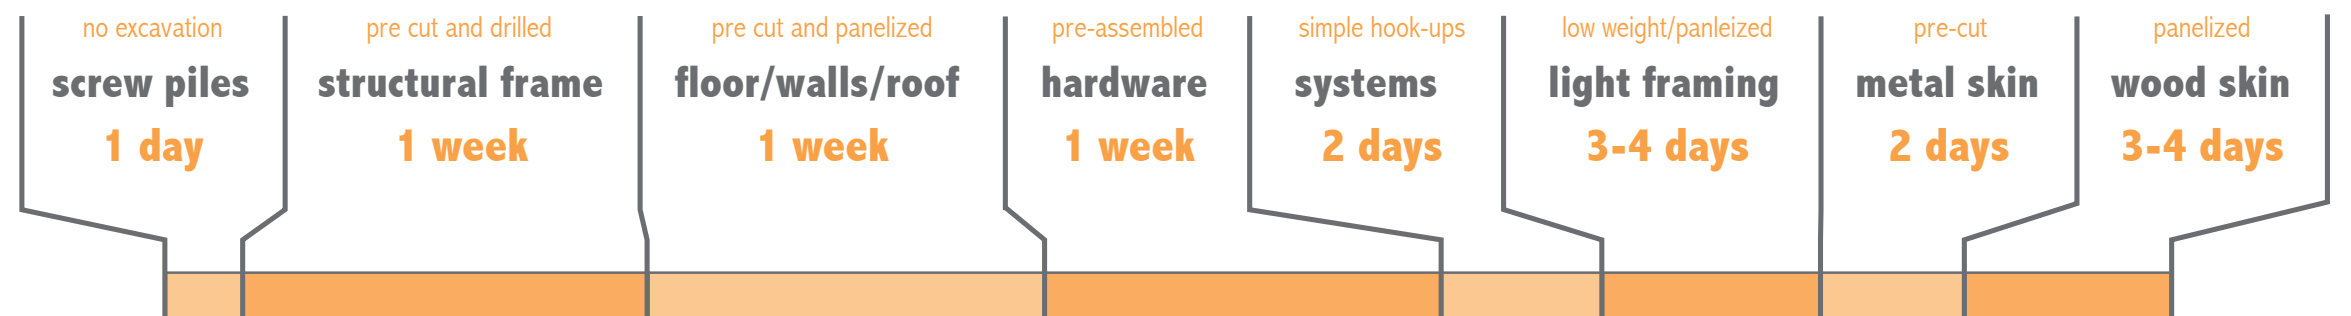 no excavation
screw piles
1 day
pre cut and drilled
structural frame
1 week
pre cut and panelized
floor/walls/roof
1 week
pre-assembled
hardware
1 week
simple hook-ups
systems
2 days
low weight/panleized
light framing
3-4 days
pre-cut
metal skin
2 days
panelized
wood skin
3-4 days